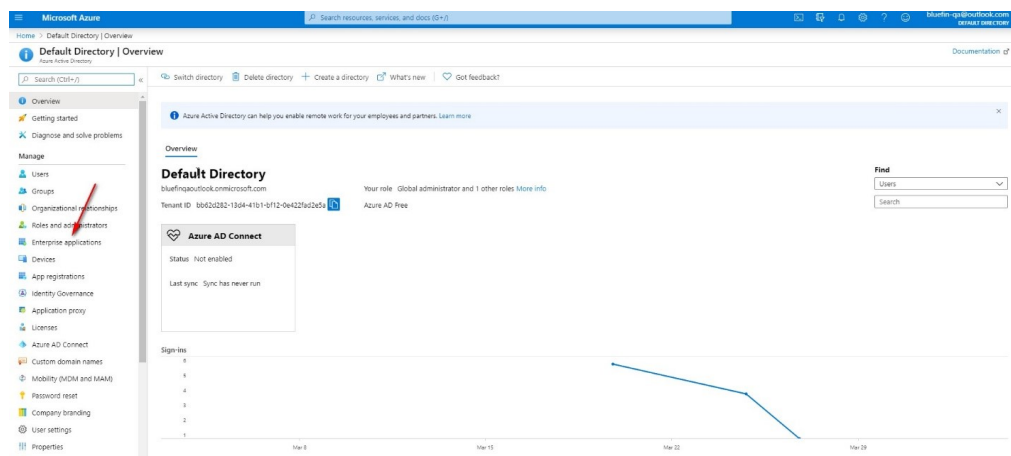 Microsoft Azure
Search resources, services, and docs (G+/)
bluefin-qa@outlook.com
DEFAULT DIRECTORY
Home > Default Directory | Overview
Default Directory | Overview
Azure Active Directory
Documentation
Search (Ctrl+/)
Switch directory
Delete directory
Create a directory
What's new
Got feedback?
Overview
Getting started
Diagnose and solve problems
Manage
Users
Groups
Organizational relationships
Roles and administrators
Enterprise applications
Devices
App registrations
Identity Governance
Application proxy
Licenses
Azure AD Connect
Custom domain names
Mobility (MDM and MAM)
Password reset
Company branding
User settings
Properties
Azure Active Directory can help you enable remote work for your employees and partners. Learn more
Overview
Default Directory
bluefinqaoutlook.onmicrosoft.com
Your role Global administrator and 1 other roles More info
Tenant ID bb62d282-13d4-41b1-bf12-0e422fad2e5a
Azure AD Free
Find
Users
Search
Azure AD Connect
Status Not enabled
Last sync Sync has never run
Sign-ins
6
5
4
3
2
1
Mar 8
Mar 15
Mar 22
Mar 29